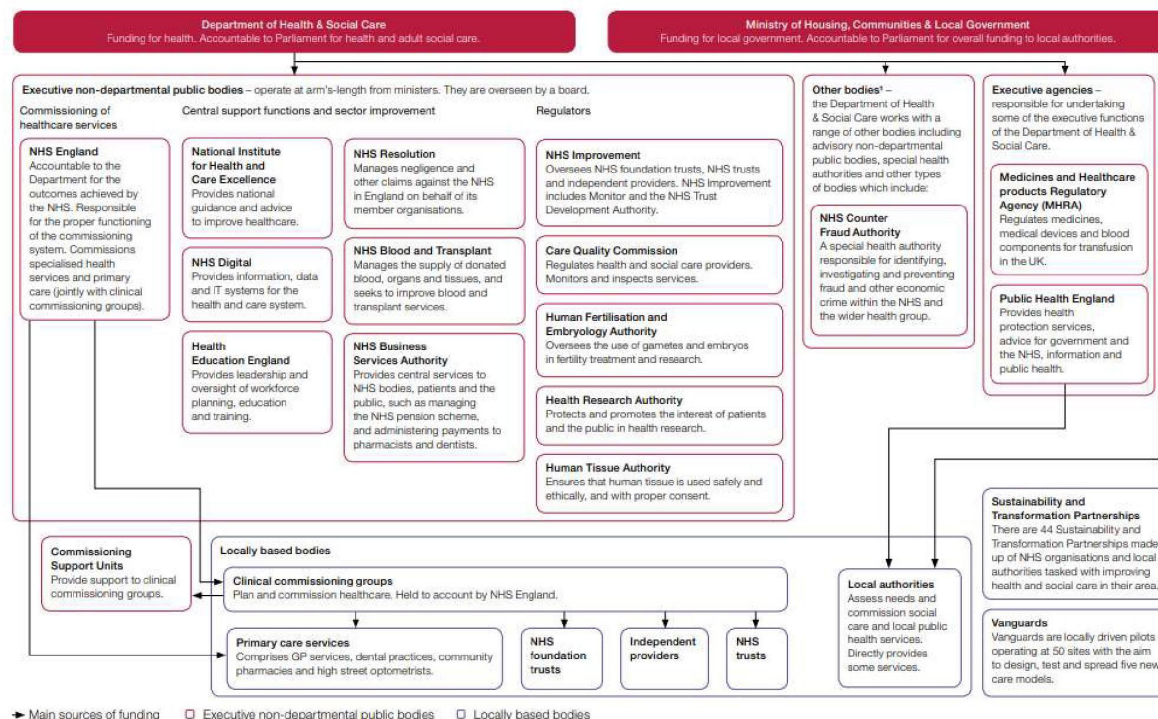 Department of Health & Social Care
Funding for health. Accountable to Parliament for health and adult social care.
Ministry of Housing, Communities & Local Government
Funding for local government. Accountable to Parliament for overall funding to local authorities.
Executive non-departmental public bodies – operate at arm's-length from ministers. They are overseen by a board.
Commissioning of
healthcare services
NHS England
Accountable to the
Department for the
outcomes achieved by
the NHS. Responsible
for the proper functioning
of the commissioning
system. Commissions
specialised health
services and primary
care (jointly with clinical
commissioning groups).
Central support functions and sector improvement
National Institute
for Health and
Care Excellence
Provides national
guidance and advice
to improve healthcare.
NHS Digital
Provides information, data
and IT systems for the
health and care system.
Health
Education England
Provides leadership and
oversight of workforce
planning, education
and training.
NHS Resolution
Manages negligence and
other claims against the NHS
in England on behalf of its
member organisations.
NHS Blood and Transplant
Manages the supply of donated
blood, organs and tissues, and
seeks to improve blood and
transplant services.
NHS Business
Services Authority
Provides central services to
NHS bodies, patients and the
public, such as managing
the NHS pension scheme,
and administering payments to
pharmacists and dentists.
Regulators
NHS Improvement
Oversees NHS foundation trusts, NHS trusts
and independent providers. NHS Improvement
includes Monitor and the NHS Trust
Development Authority.
Care Quality Commission
Regulates health and social care providers.
Monitors and inspects services.
Human Fertilisation and
Embryology Authority
Oversees the use of gametes and embryos
in fertility treatment and research.
Health Research Authority
Protects and promotes the interest of patients
and the public in health research.
Human Tissue Authority
Ensures that human tissue is used safely and
ethically, and with proper consent.
Other bodies¹ –
the Department of Health
& Social Care works with a
range of other bodies including
advisory non-departmental
public bodies, special health
authorities and other types
of bodies which include:
NHS Counter
Fraud Authority
A special health authority
responsible for identifying,
investigating and preventing
fraud and other economic
crime within the NHS and
the wider health group.
Executive agencies –
responsible for undertaking
some of the executive functions
of the Department of Health &
Social Care.
Medicines and Healthcare
products Regulatory
Agency (MHRA)
Regulates medicines,
medical devices and blood
components for transfusion
in the UK.
Public Health England
Provides health
protection services,
advice for government and
the NHS, information and
public health.
Commissioning
Support Units
Provide support to clinical
commissioning groups.
Locally based bodies
Clinical commissioning groups
Plan and commission healthcare. Held to account by NHS England.
Primary care services
Comprises GP services, dental practices, community
pharmacies and high street optometrists.
NHS
foundation
trusts
Independent
providers
NHS
trusts
Local authorities
Assess needs and
commission social
care and local public
health services.
Directly provides
some services.
Sustainability and
Transformation Partnerships
There are 44 Sustainability and
Transformation Partnerships made
up of NHS organisations and local
authorities tasked with improving
health and social care in their area.
Vanguards
Vanguards are locally driven pilots
operating at 50 sites with the aim
to design, test and spread five new
care models.
Main sources of funding
Executive non-departmental public bodies
Locally based bodies